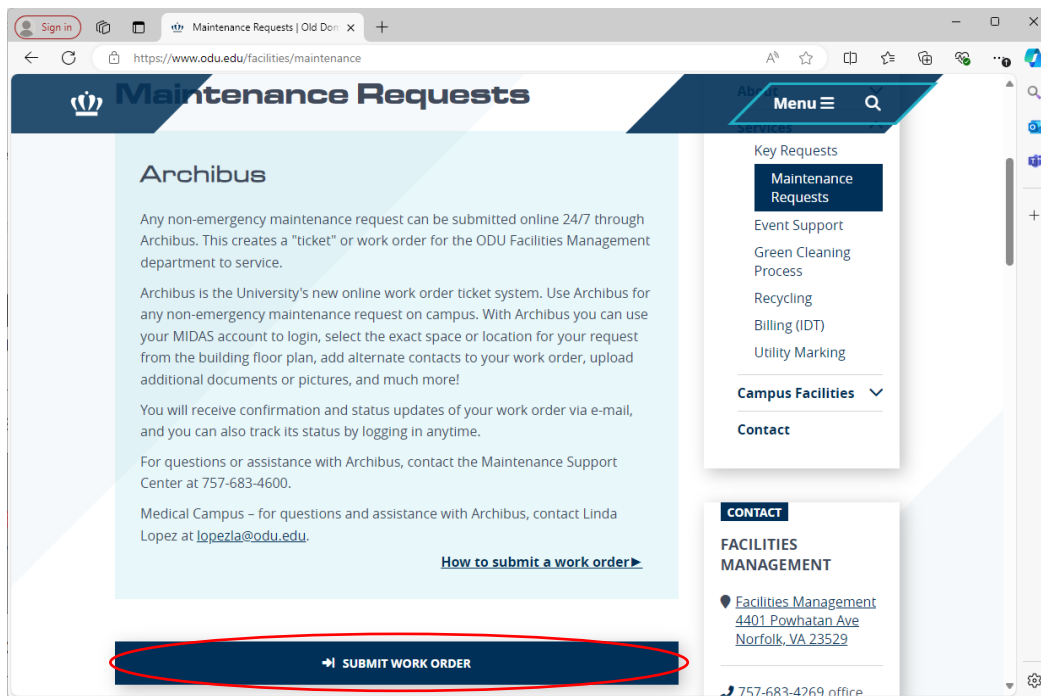 Sign in
Maintenance Requests | Old Dom
https://www.odu.edu/facilities/maintenance
Maintenance Requests
Menu
About
Services
Key Requests
Maintenance
Requests
Event Support
Green Cleaning
Process
Recycling
Billing (IDT)
Utility Marking
Campus Facilities
Contact
Archibus
Any non-emergency maintenance request can be submitted online 24/7 through
Archibus. This creates a "ticket" or work order for the ODU Facilities Management
department to service.
Archibus is the University's new online work order ticket system. Use Archibus for
any non-emergency maintenance request on campus. With Archibus you can use
your MIDAS account to login, select the exact space or location for your request
from the building floor plan, add alternate contacts to your work order, upload
additional documents or pictures, and much more!
You will receive confirmation and status updates of your work order via e-mail,
and you can also track its status by logging in anytime.
For questions or assistance with Archibus, contact the Maintenance Support
Center at 757-683-4600.
Medical Campus – for questions and assistance with Archibus, contact Linda
Lopez at lopezla@odu.edu.
How to submit a work order►
SUBMIT WORK ORDER
CONTACT
FACILITIES
MANAGEMENT
Facilities Management
4401 Powhatan Ave
Norfolk, VA 23529
757-683-4269 office